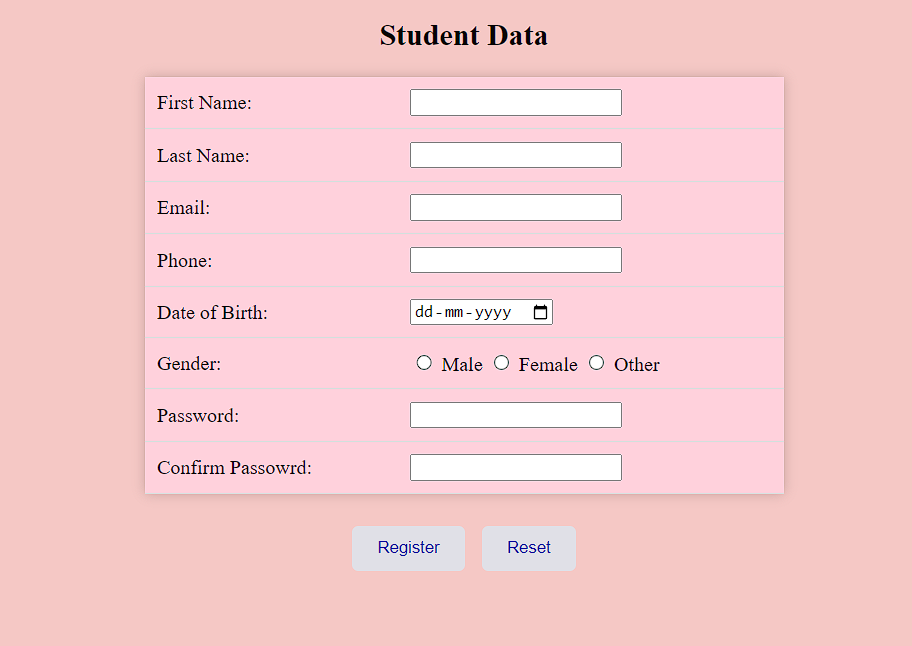 Student Data
First Name:
Last Name:
Email:
Phone:
Date of Birth: dd-mm-yyyy
Gender: Male Female Other
Password:
Confirm Passowrd:
Register Reset